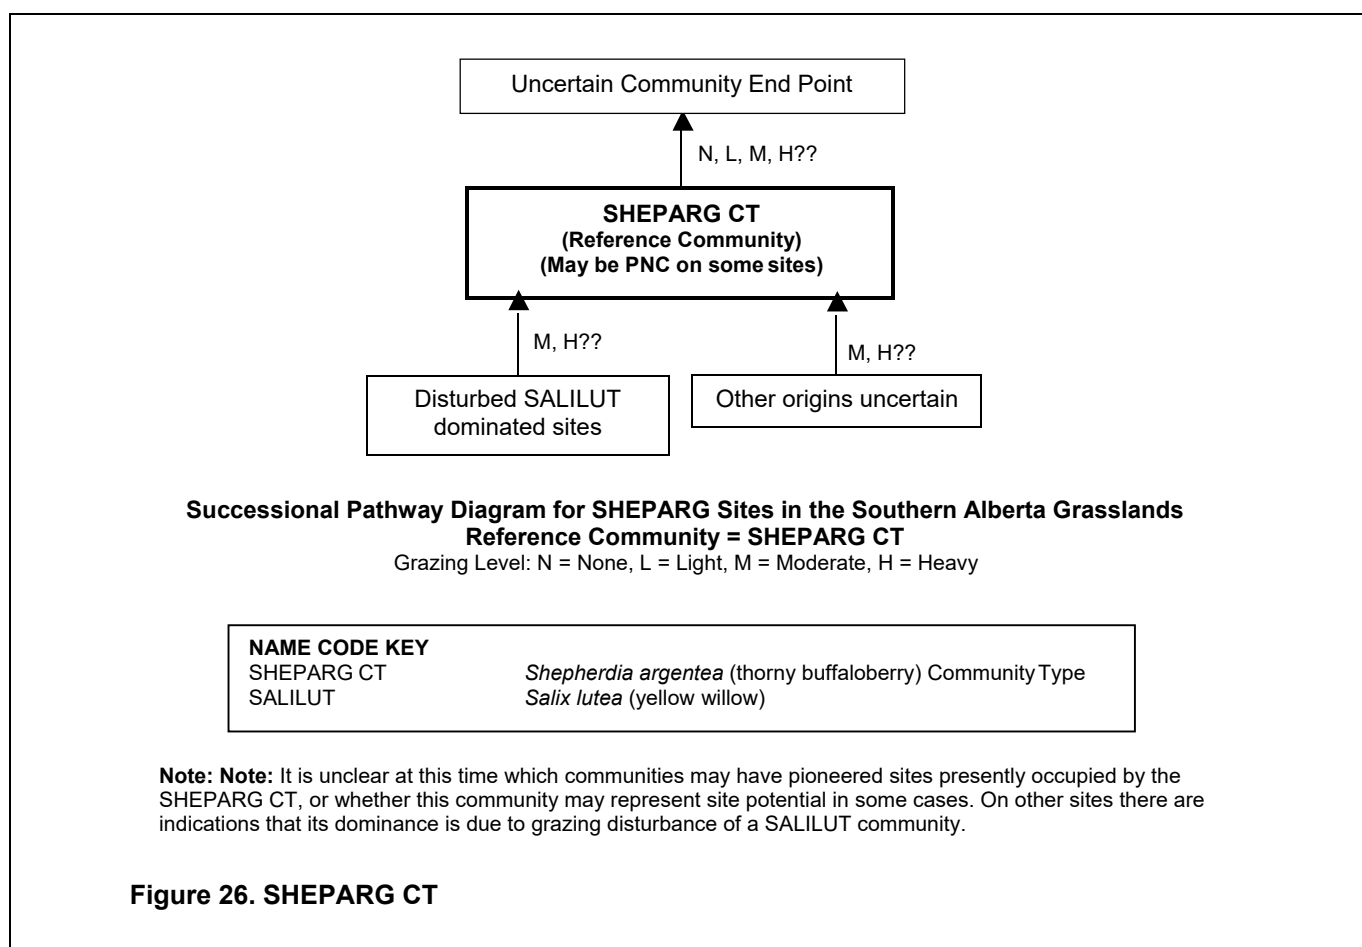 Uncertain Community End Point
N, L, M, H??
SHEPARG CT
(Reference Community)
(May be PNC on some sites)
M, H??
M, H??
Disturbed SALILUT
dominated sites
Other origins uncertain
Successional Pathway Diagram for SHEPARG Sites in the Southern Alberta Grasslands
Reference Community = SHEPARG CT
Grazing Level: N = None, L = Light, M = Moderate, H = Heavy
NAME CODE KEY
SHEPARG CT Shepherdia argentea (thorny buffaloberry) Community Type
SALILUT Salix lutea (yellow willow)
Note: Note: It is unclear at this time which communities may have pioneered sites presently occupied by the
SHEPARG CT, or whether this community may represent site potential in some cases. On other sites there are
indications that its dominance is due to grazing disturbance of a SALILUT community.
Figure 26. SHEPARG CT